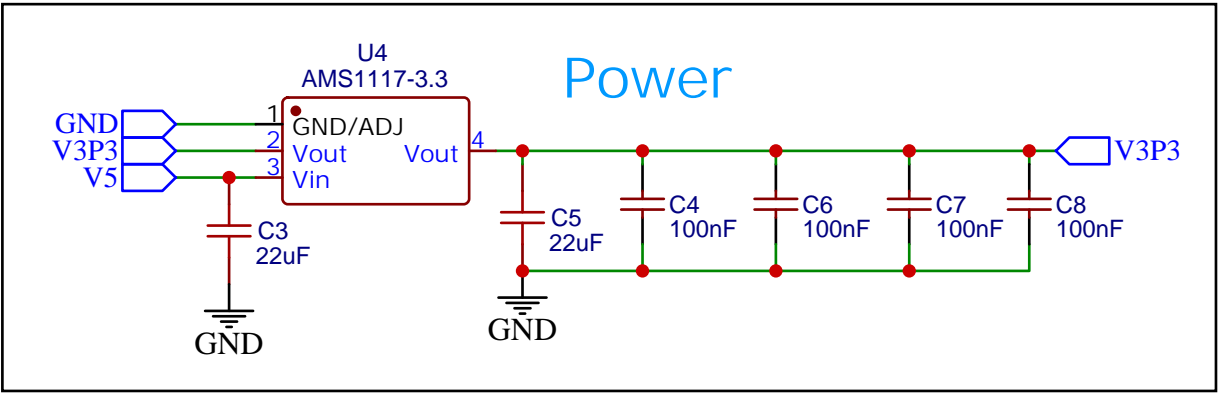 Power
U4
AMS1117-3.3
GND
V3P3
V5
1
2
3
GND/ADJ
Vout
Vin
Vout
4
V3P3
C3
22uF
GND
C5
22uF
GND
C4
100nF
C6
100nF
C7
100nF
C8
100nF